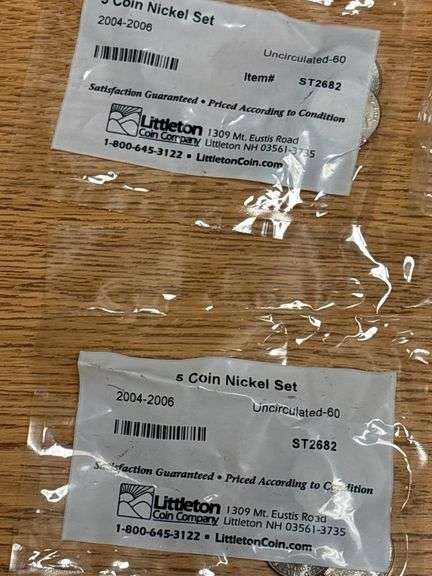 5 Coin Nickel Set
2004-2006
Uncirculated-60
Item# ST2682
Satisfaction Guaranteed • Priced According to Condition
Littleton
Coin Company
1309 Mt. Eustis Road
Littleton NH 03561-3735
1-800-645-3122 • LittletonCoin.com
5 Coin Nickel Set
2004-2006
Uncirculated-60
ST2682
Satisfaction Guaranteed • Priced According to Condition
Littleton
Coin Company
1309 Mt. Eustis Road
Littleton NH 03561-3735
1-800-645-3122 • LittletonCoin.com